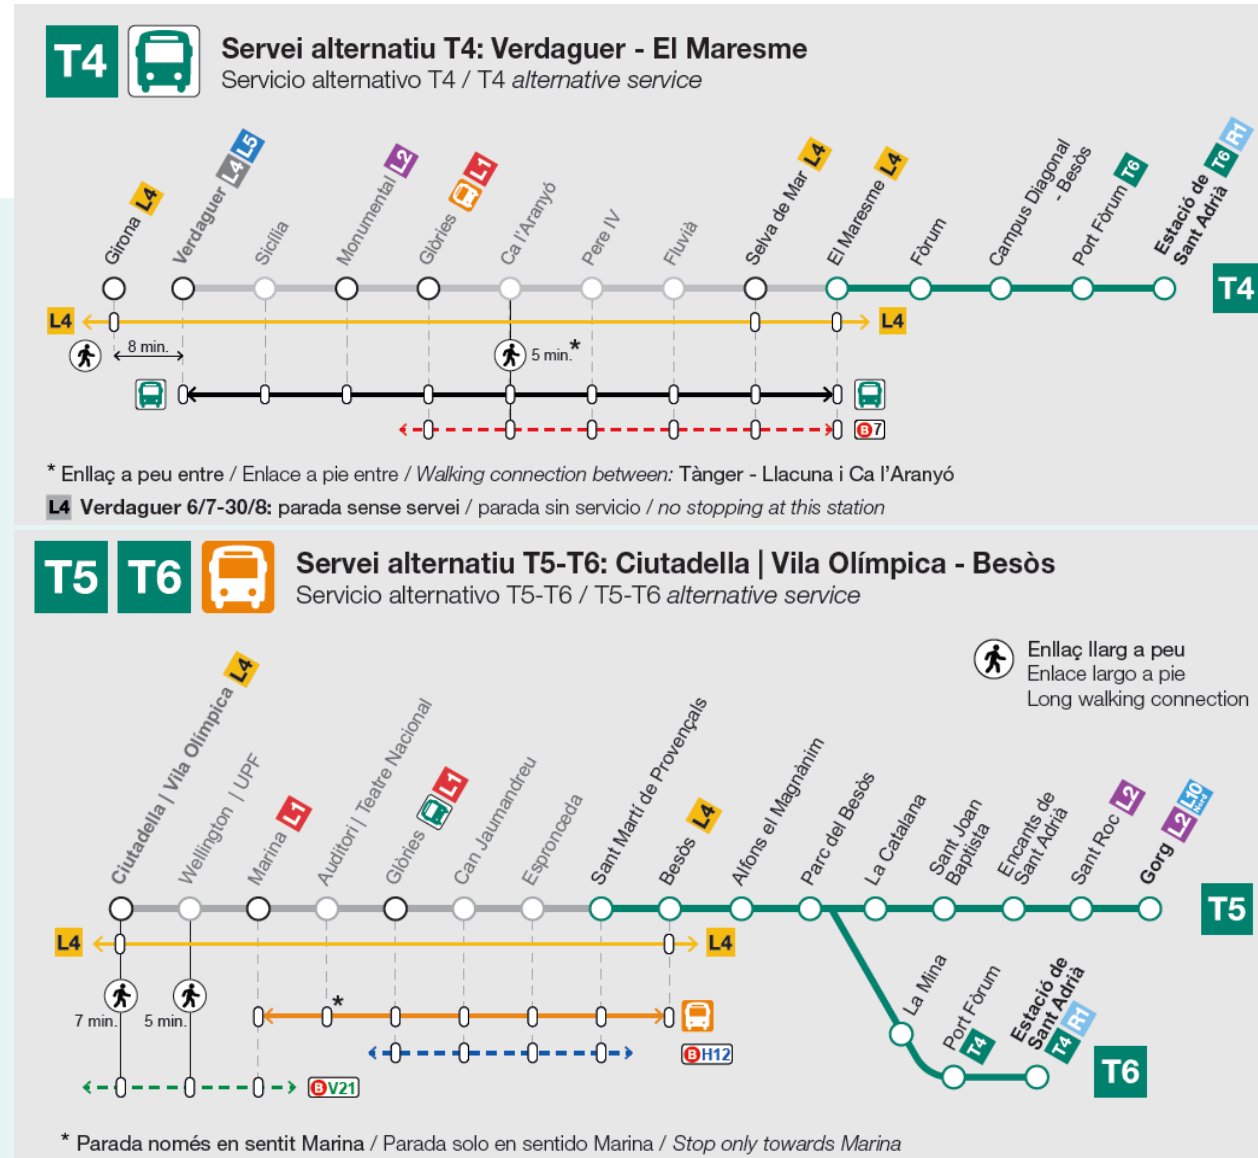 T4
Servei alternatiu T4: Verdaguer - El Maresme
Servicio alternativo T4 / T4 alternative service
Girona L4
Verdaguer L4 L5
Sicília
Monumental L2
Glòries L1
Ca l'Aranyó
Pere IV
Fluvià
Selva de Mar L4
El Maresme L4
Fòrum
Campus Diagonal
- Besòs
Port Fòrum T6
Estació de
Sant Adrià T6 R1
T4
L4
L4
8 min.
5 min.*
B7
* Enllaç a peu entre / Enlace a pie entre / Walking connection between: Tànger - Llacuna i Ca l’Aranyó
L4 Verdaguer 6/7-30/8: parada sense servei / parada sin servicio / no stopping at this station
T5 T6
Servei alternatiu T5-T6: Ciutadella | Vila Olímpica - Besòs
Servicio alternativo T5-T6 / T5-T6 alternative service
Enllaç llarg a peu
Enlace largo a pie
Long walking connection
Ciutadella | Vila Olímpica L4
Wellington | UPF
Marina L1
Auditori | Teatre Nacional
Glòries L1
Can Jaumandreu
Espronceda
Sant Martí de Provençals
Besòs L4
Alfons el Magnànim
Parc del Besòs
La Catalana
Sant Joan
Baptista
Encants de
Sant Adrià
Sant Roc L2
Gorg L2 L10 Nord
T5
L4
L4
La Mina
Port Fòrum
T4
Estació de
Sant Adrià
T4 R1
T6
7 min.
5 min.
*
BH12
BV21
* Parada només en sentit Marina / Parada solo en sentido Marina / Stop only towards Marina